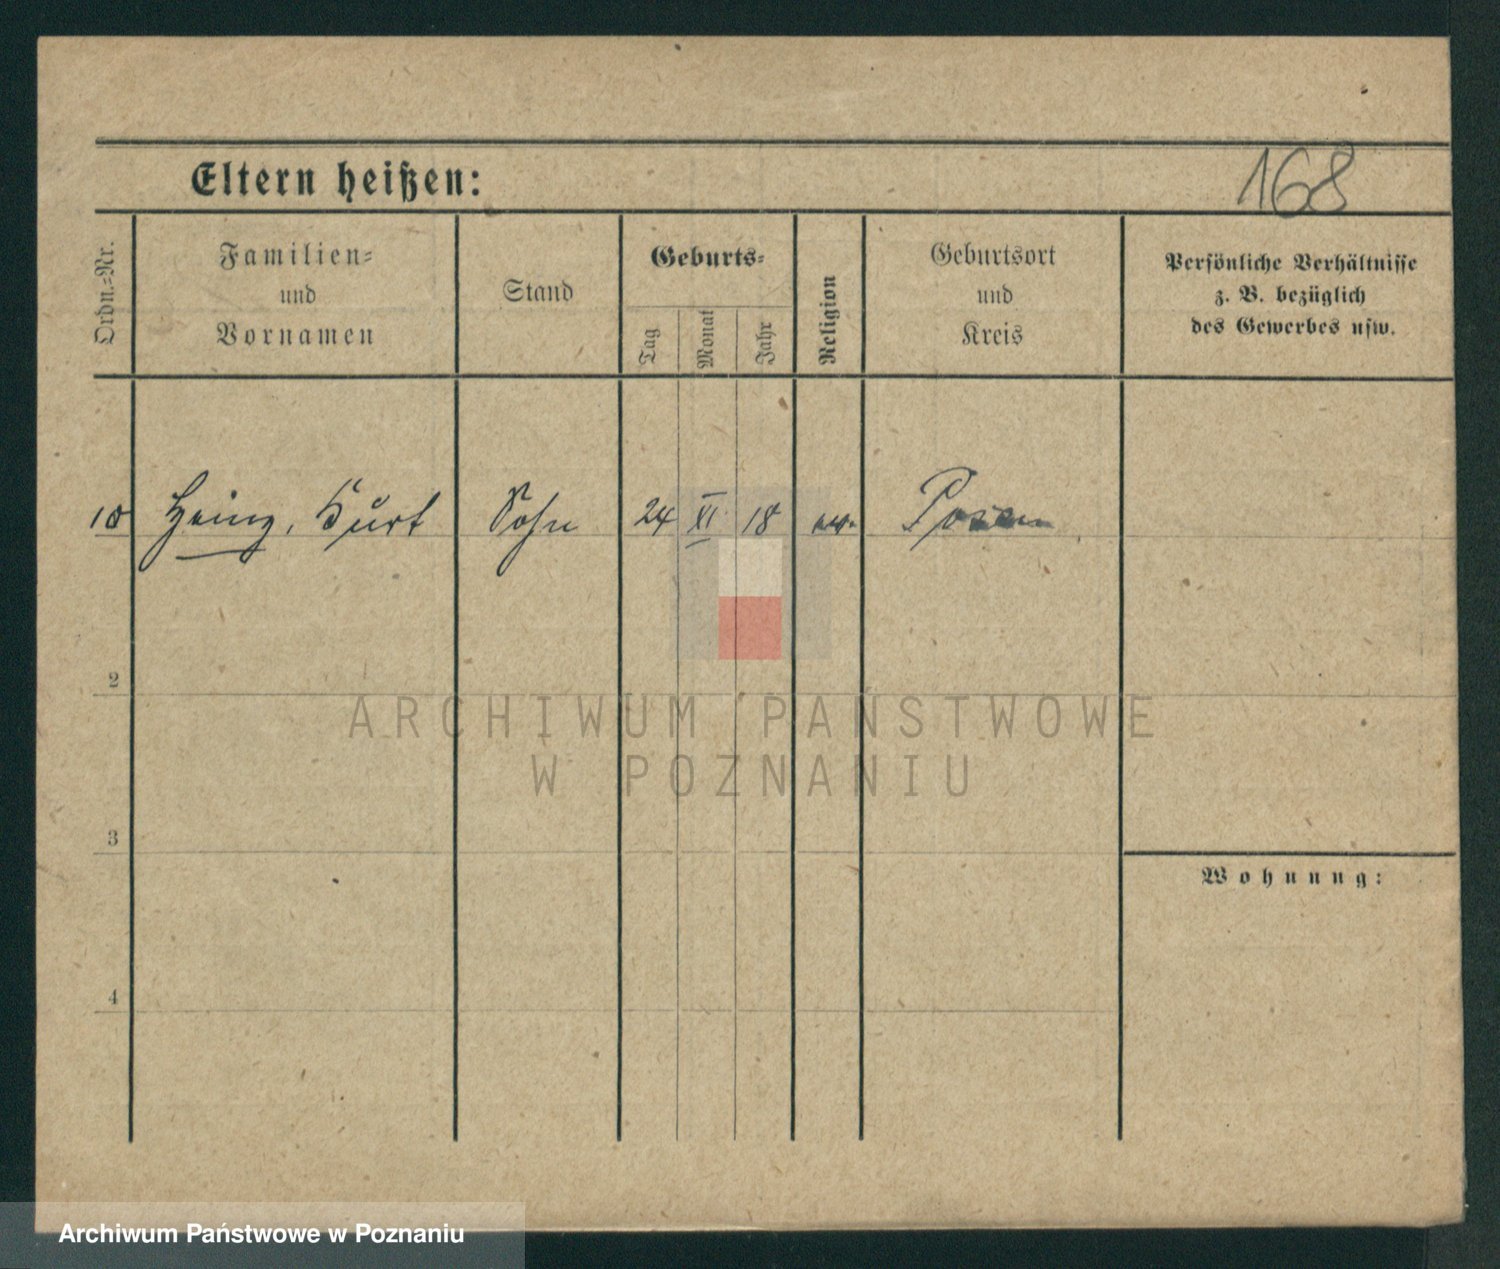 168
Eltern heißen:
Ordn.=Nr.
Familien=
und
Vornamen
Stand
Geburts=
Tag
Monat
Jahr
Religion
Geburtsort
und
Kreis
Persönliche Verhältnisse
z. B. bezüglich
des Gewerbes usw.
10 Heinz, Kurt Sohn 24 XI 18 ev. Posen
2
3
4
Wohnung:
ARCHIWUM PAŃSTWOWE
W POZNANIU
Archiwum Państwowe w Poznaniu